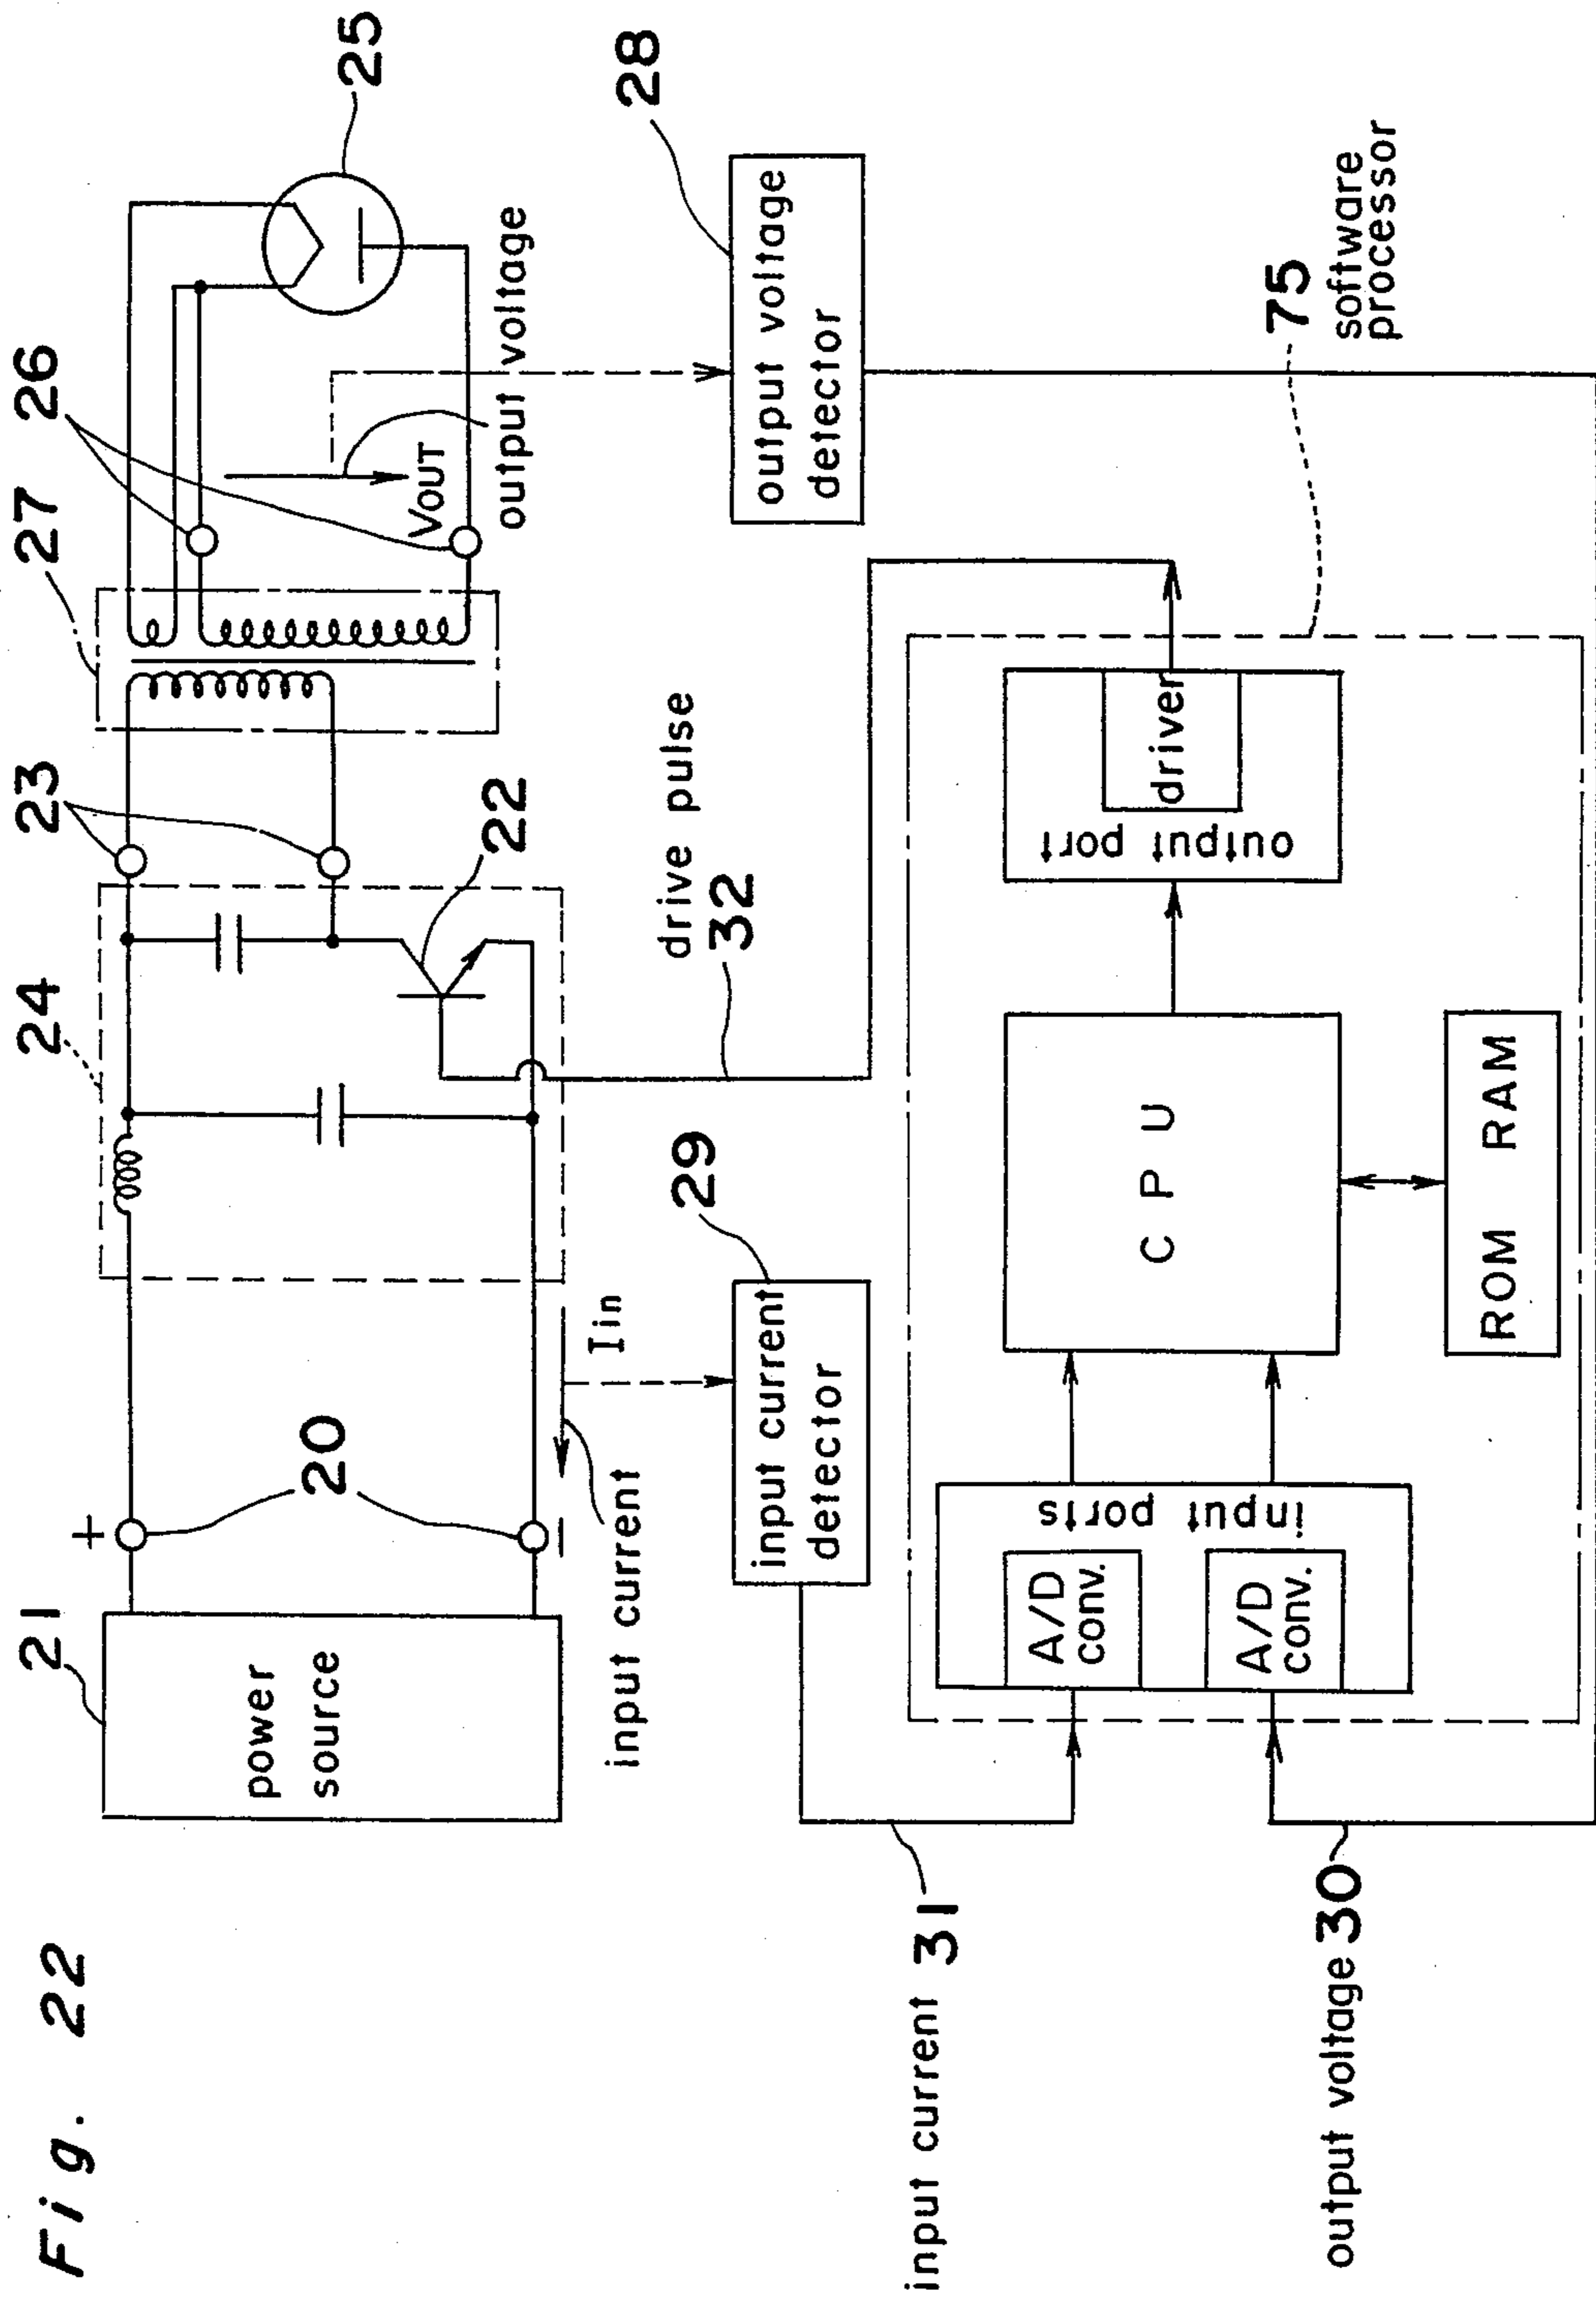 Fig. 22
21
power
source
+
20
−
24
23
22
27
26
25
VOUT
output voltage
Iin
input current
29
input current
detector
drive pulse
32
28
output voltage
detector
input current 31
output voltage 30
75
software
processor
input ports
A/D
conv.
A/D
conv.
C P U
ROM RAM
output port
driver